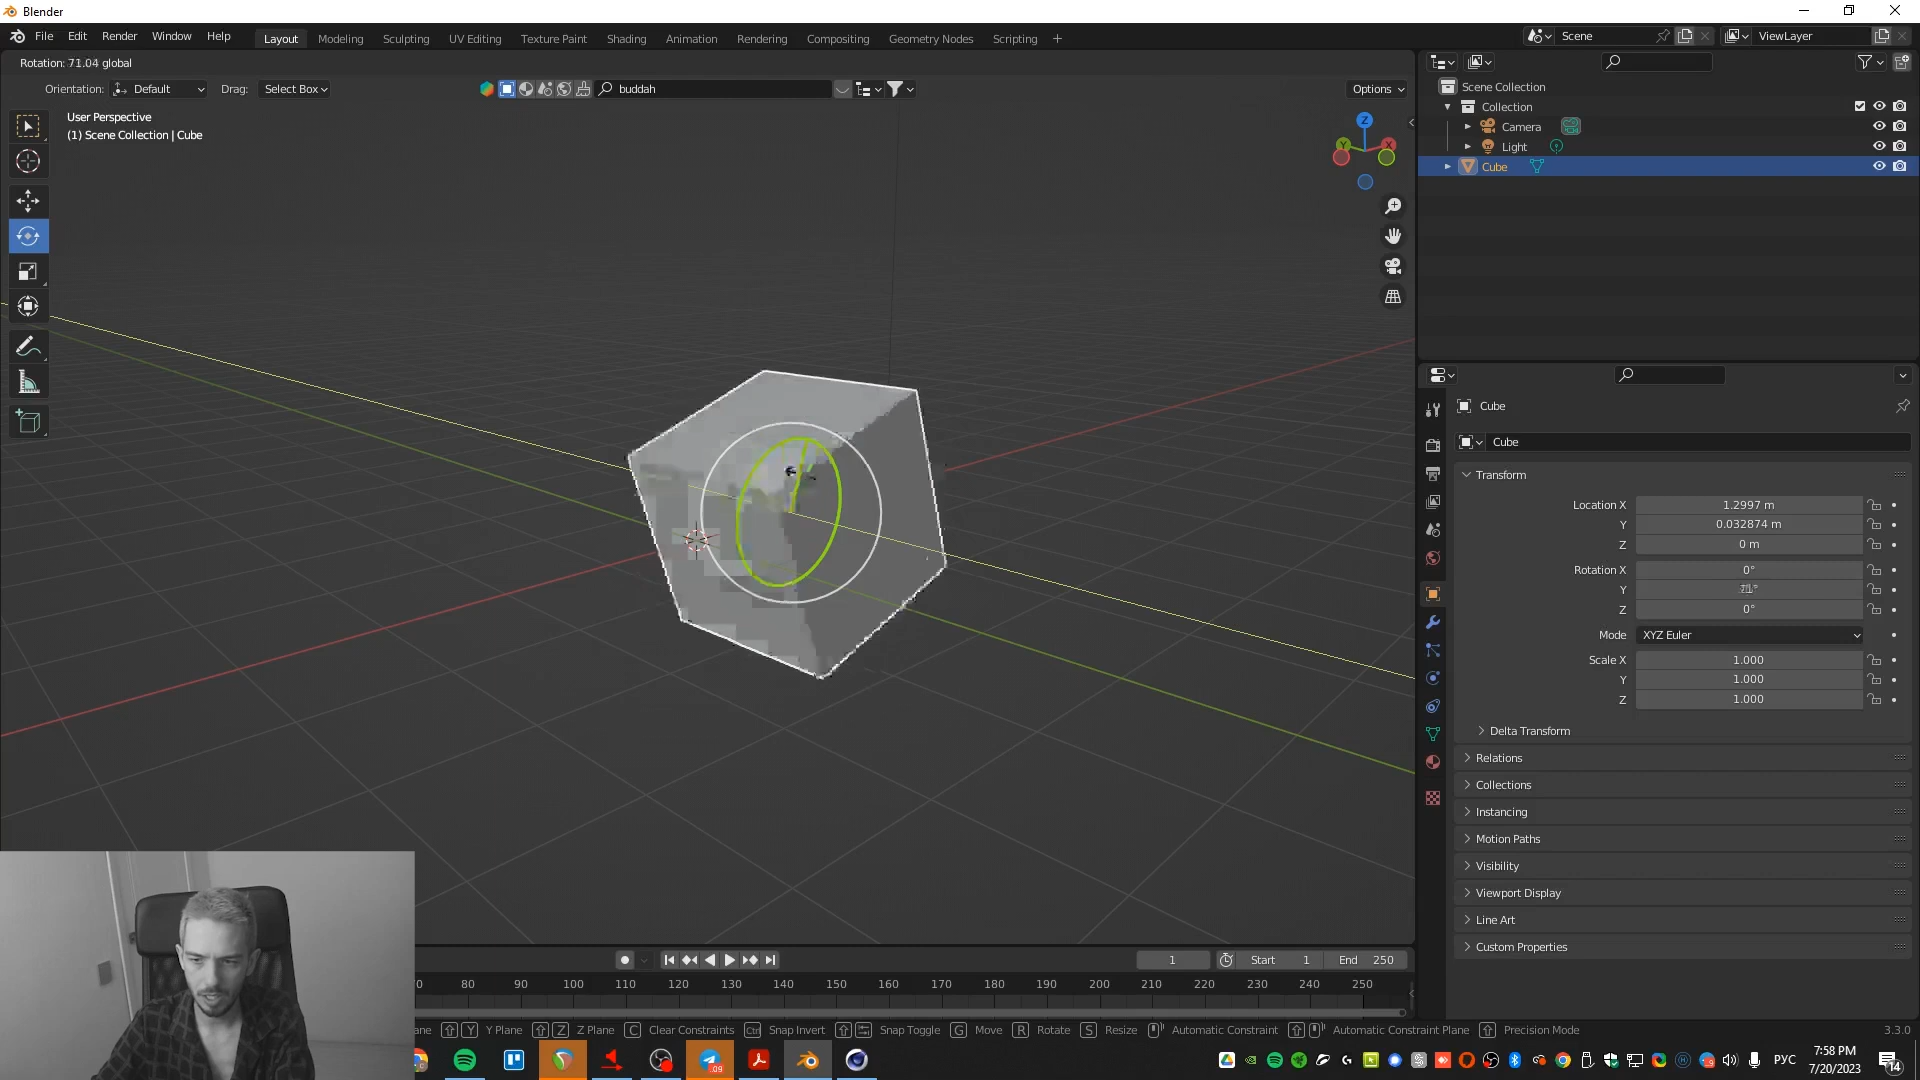 Blender
File Edit Render Window Help Layout Modeling Sculpting UV Editing Texture Paint Shading Animation Rendering Compositing Geometry Nodes Scripting + Scene ViewLayer
Rotation: 71.04 global
Orientation: Default Drag: Select Box buddah Options
User Perspective
(1) Scene Collection | Cube
Z
Y X
Scene Collection
Collection
Camera
Light
Cube
Cube
Cube
Transform
Location X 1.2997 m
Y 0.032874 m
Z 0 m
Rotation X 0°
Y 71°
Z 0°
Mode XYZ Euler
Scale X 1.000
Y 1.000
Z 1.000
Delta Transform
Relations
Collections
Instancing
Motion Paths
Visibility
Viewport Display
Line Art
Custom Properties
1 Start 1 End 250
80 90 100 110 120 130 140 150 160 170 180 190 200 210 220 230 240 250
Y Y Plane Z Z Plane C Clear Constraints Ctrl Snap Invert Snap Toggle G Move R Rotate S Resize Automatic Constraint Automatic Constraint Plane Precision Mode 3.3.0
.09
РУС
7:58 PM
7/20/2023
14